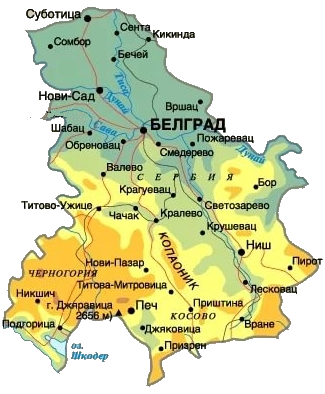 Суботица
Сента
Кикинда
Сомбор
Бечей
Тиса
Нови-Сад
Дунай
Вршац
Шабац
Сава
БЕЛГРАД
Пожаревац
Обреновац
Смедерево
Дунай
Валево
СЕРБИЯ
Крагуевац
Бор
Титово-Ужице
Светозарево
Чачак
Кралево
Крушевац
КОПАОНИК
Ниш
Нови-Пазар
Пирот
ЧЕРНОГОРИЯ
Титова-Митровица
Лесковац
Никшич
г. Джяравица
2656 м
Печ
Приштина
КОСОВО
Подгорица
Джяковица
Вране
оз.
Шкодер
Призрен